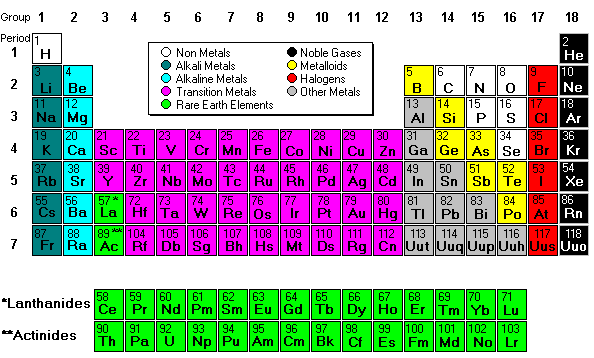 Group 1 2 3 4 5 6 7 8 9 10 11 12 13 14 15 16 17 18
Period
1 1 H 2 He
Non Metals Noble Gases
Alkali Metals Metalloids
Alkaline Metals Halogens
Transition Metals Other Metals
Rare Earth Elements
2 3 Li 4 Be 5 B 6 C 7 N 8 O 9 F 10 Ne
3 11 Na 12 Mg 13 Al 14 Si 15 P 16 S 17 Cl 18 Ar
4 19 K 20 Ca 21 Sc 22 Ti 23 V 24 Cr 25 Mn 26 Fe 27 Co 28 Ni 29 Cu 30 Zn 31 Ga 32 Ge 33 As 34 Se 35 Br 36 Kr
5 37 Rb 38 Sr 39 Y 40 Zr 41 Nb 42 Mo 43 Tc 44 Ru 45 Rh 46 Pd 47 Ag 48 Cd 49 In 50 Sn 51 Sb 52 Te 53 I 54 Xe
6 55 Cs 56 Ba 57* La 72 Hf 73 Ta 74 W 75 Re 76 Os 77 Ir 78 Pt 79 Au 80 Hg 81 Tl 82 Pb 83 Bi 84 Po 85 At 86 Rn
7 87 Fr 88 Ra 89** Ac 104 Rf 105 Db 106 Sg 107 Bh 108 Hs 109 Mt 110 Ds 111 Rg 112 Cn 113 Uut 114 Uuq 115 Uup 116 Uuh 117 Uus 118 Uuo
*Lanthanides 58 Ce 59 Pr 60 Nd 61 Pm 62 Sm 63 Eu 64 Gd 65 Tb 66 Dy 67 Ho 68 Er 69 Tm 70 Yb 71 Lu
**Actinides 90 Th 91 Pa 92 U 93 Np 94 Pu 95 Am 96 Cm 97 Bk 98 Cf 99 Es 100 Fm 101 Md 102 No 103 Lr